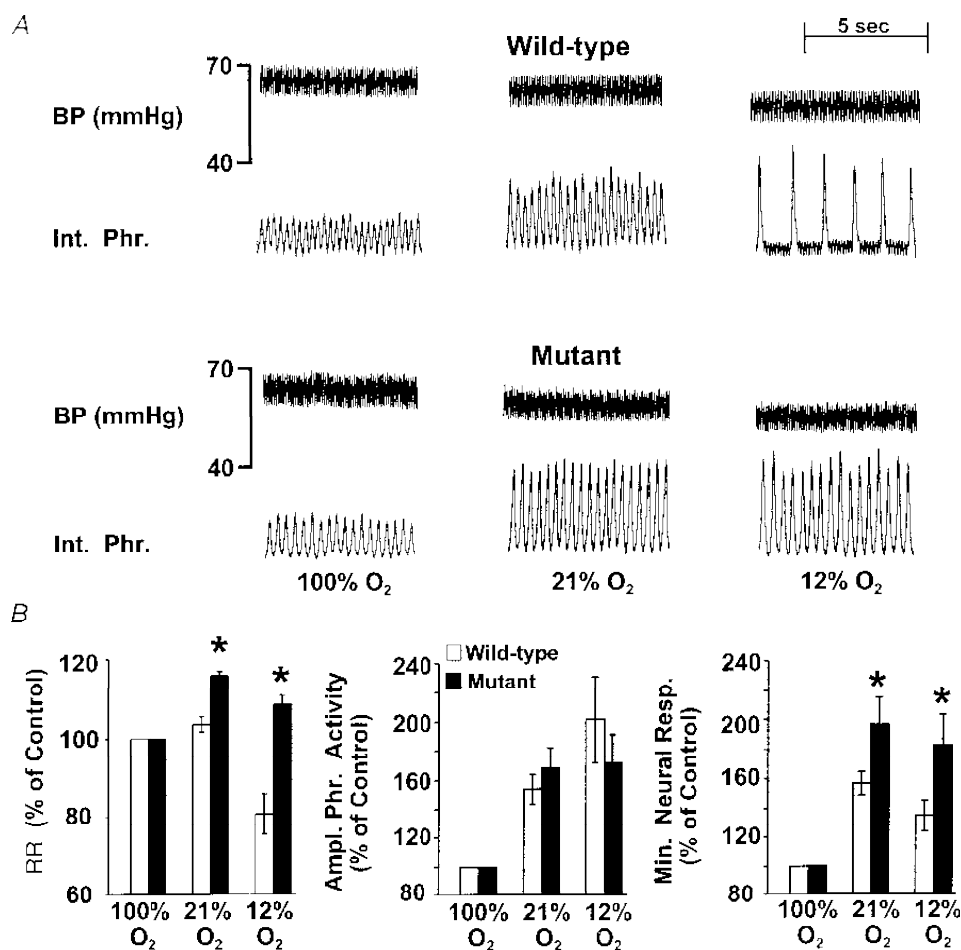 A
Wild-type
5 sec
70
BP (mmHg)
40
Int. Phr.
Mutant
70
BP (mmHg)
40
Int. Phr.
100% O₂
21% O₂
12% O₂
B
RR (% of Control)
120
100
80
60
*
*
100% O₂
21% O₂
12% O₂
Ampl. Phr. Activity
(% of Control)
240
200
160
120
80
Wild-type
Mutant
100% O₂
21% O₂
12% O₂
Min. Neural Resp.
(% of Control)
240
200
160
120
80
*
*
100% O₂
21% O₂
12% O₂